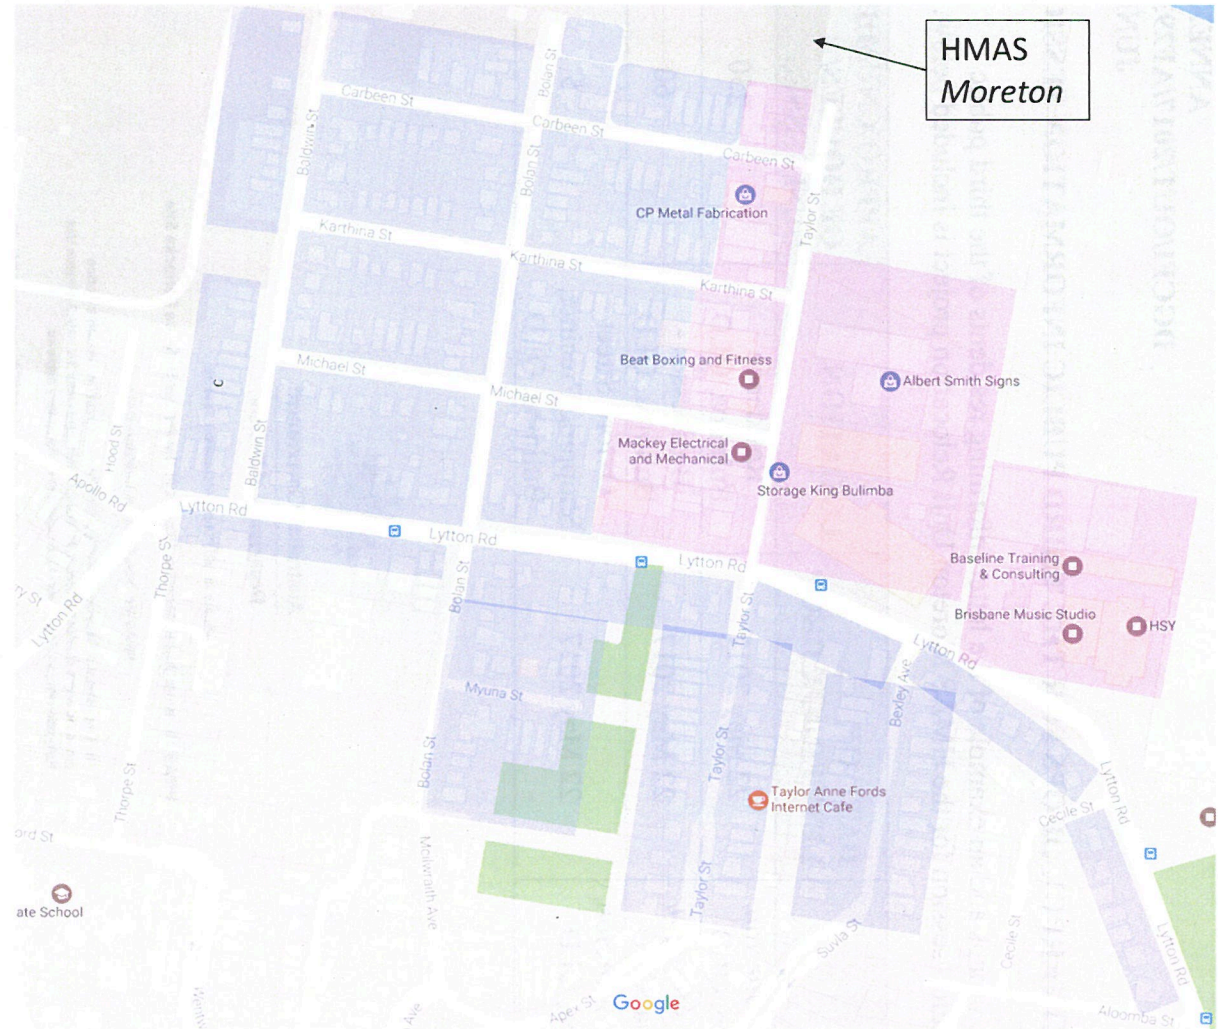 HMAS
Moreton
Bolan St
Carbeen St
Carbeen St
Carbeen St
Baldwin St
Bolan St
CP Metal Fabrication
Taylor St
Karthina St
Karthina St
Karthina St
Beat Boxing and Fitness
Albert Smith Signs
Michael St
Michael St
C
Mackey Electrical
and Mechanical
Storage King Bulimba
Hood St
Baldwin St
Apollo Rd
Lytton Rd
Lytton Rd
Lytton Rd
Baseline Training
& Consulting
Thorpe St
Bolan St
Taylor St
Brisbane Music Studio
HSY
ry St
Lytton Rd
Lytton Rd
Myuna St
Bexley Ave
Bolan St
Taylor St
Thorpe St
Taylor Anne Fords
Internet Cafe
Lytton Rd
Cecile St
ord St
ate School
Taylor St
Suvla St
Cecile St
Lytton Rd
Ave
Apex St
Google
Aloomba St